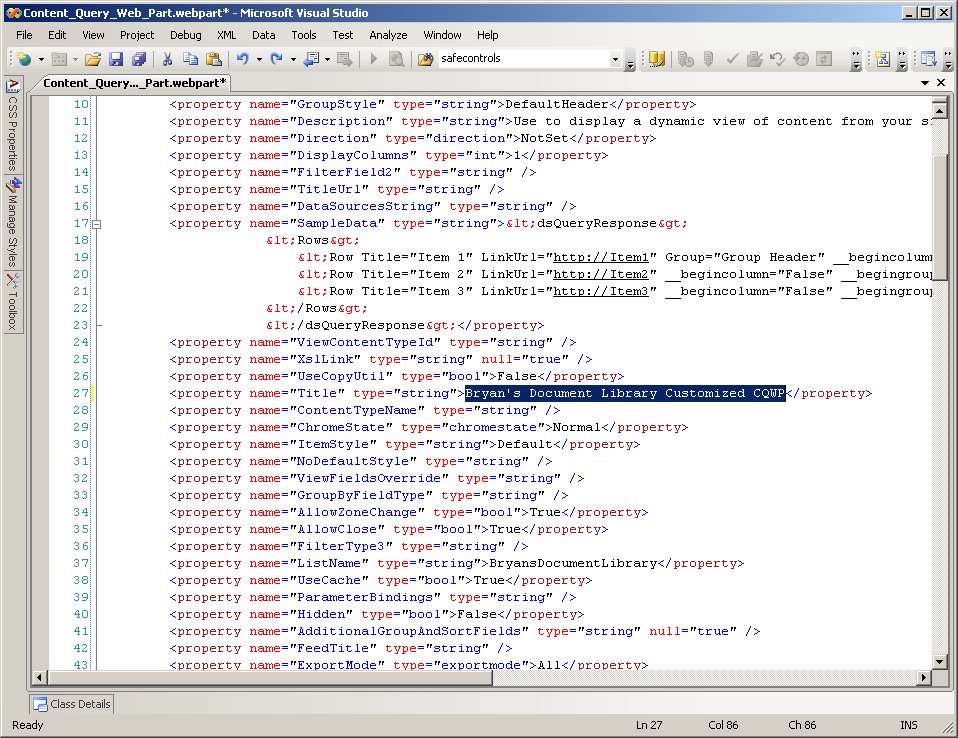 Content_Query_Web_Part.webpart* - Microsoft Visual Studio
File Edit View Project Debug XML Data Tools Test Analyze Window Help
safecontrols
Content_Query..._Part.webpart*
CSS Properties
Manage Styles
Toolbox
10 <property name="GroupStyle" type="string">DefaultHeader</property>
11 <property name="Description" type="string">Use to display a dynamic view of content from your
12 <property name="Direction" type="direction">NotSet</property>
13 <property name="DisplayColumns" type="int">1</property>
14 <property name="FilterField2" type="string" />
15 <property name="TitleUrl" type="string" />
16 <property name="DataSourcesString" type="string" />
17 <property name="SampleData" type="string">&lt;dsQueryResponse&gt;
18 &lt;Rows&gt;
19 &lt;Row Title="Item 1" LinkUrl="http://Item1" Group="Group Header" __begincolum
20 &lt;Row Title="Item 2" LinkUrl="http://Item2" __begincolumn="False" __begingrou
21 &lt;Row Title="Item 3" LinkUrl="http://Item3" __begincolumn="False" __begingrou
22 &lt;/Rows&gt;
23 &lt;/dsQueryResponse&gt;</property>
24 <property name="ViewContentTypeId" type="string" />
25 <property name="XslLink" type="string" null="true" />
26 <property name="UseCopyUtil" type="bool">False</property>
27 <property name="Title" type="string">Bryan's Document Library Customized CQWP</property>
28 <property name="ContentTypeName" type="string" />
29 <property name="ChromeState" type="chromestate">Normal</property>
30 <property name="ItemStyle" type="string">Default</property>
31 <property name="NoDefaultStyle" type="string" />
32 <property name="ViewFieldsOverride" type="string" />
33 <property name="GroupByFieldType" type="string" />
34 <property name="AllowZoneChange" type="bool">True</property>
35 <property name="AllowClose" type="bool">True</property>
36 <property name="FilterType3" type="string" />
37 <property name="ListName" type="string">BryansDocumentLibrary</property>
38 <property name="UseCache" type="bool">True</property>
39 <property name="ParameterBindings" type="string" />
40 <property name="Hidden" type="bool">False</property>
41 <property name="AdditionalGroupAndSortFields" type="string" null="true" />
42 <property name="FeedTitle" type="string" />
43 <property name="ExportMode" type="exportmode">All</property>
Class Details
Ready Ln 27 Col 86 Ch 86 INS